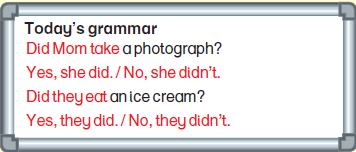 Today's grammar
Did Mom take a photograph?
Yes, she did. / No, she didn't.
Did they eat an ice cream?
Yes, they did. / No, they didn't.